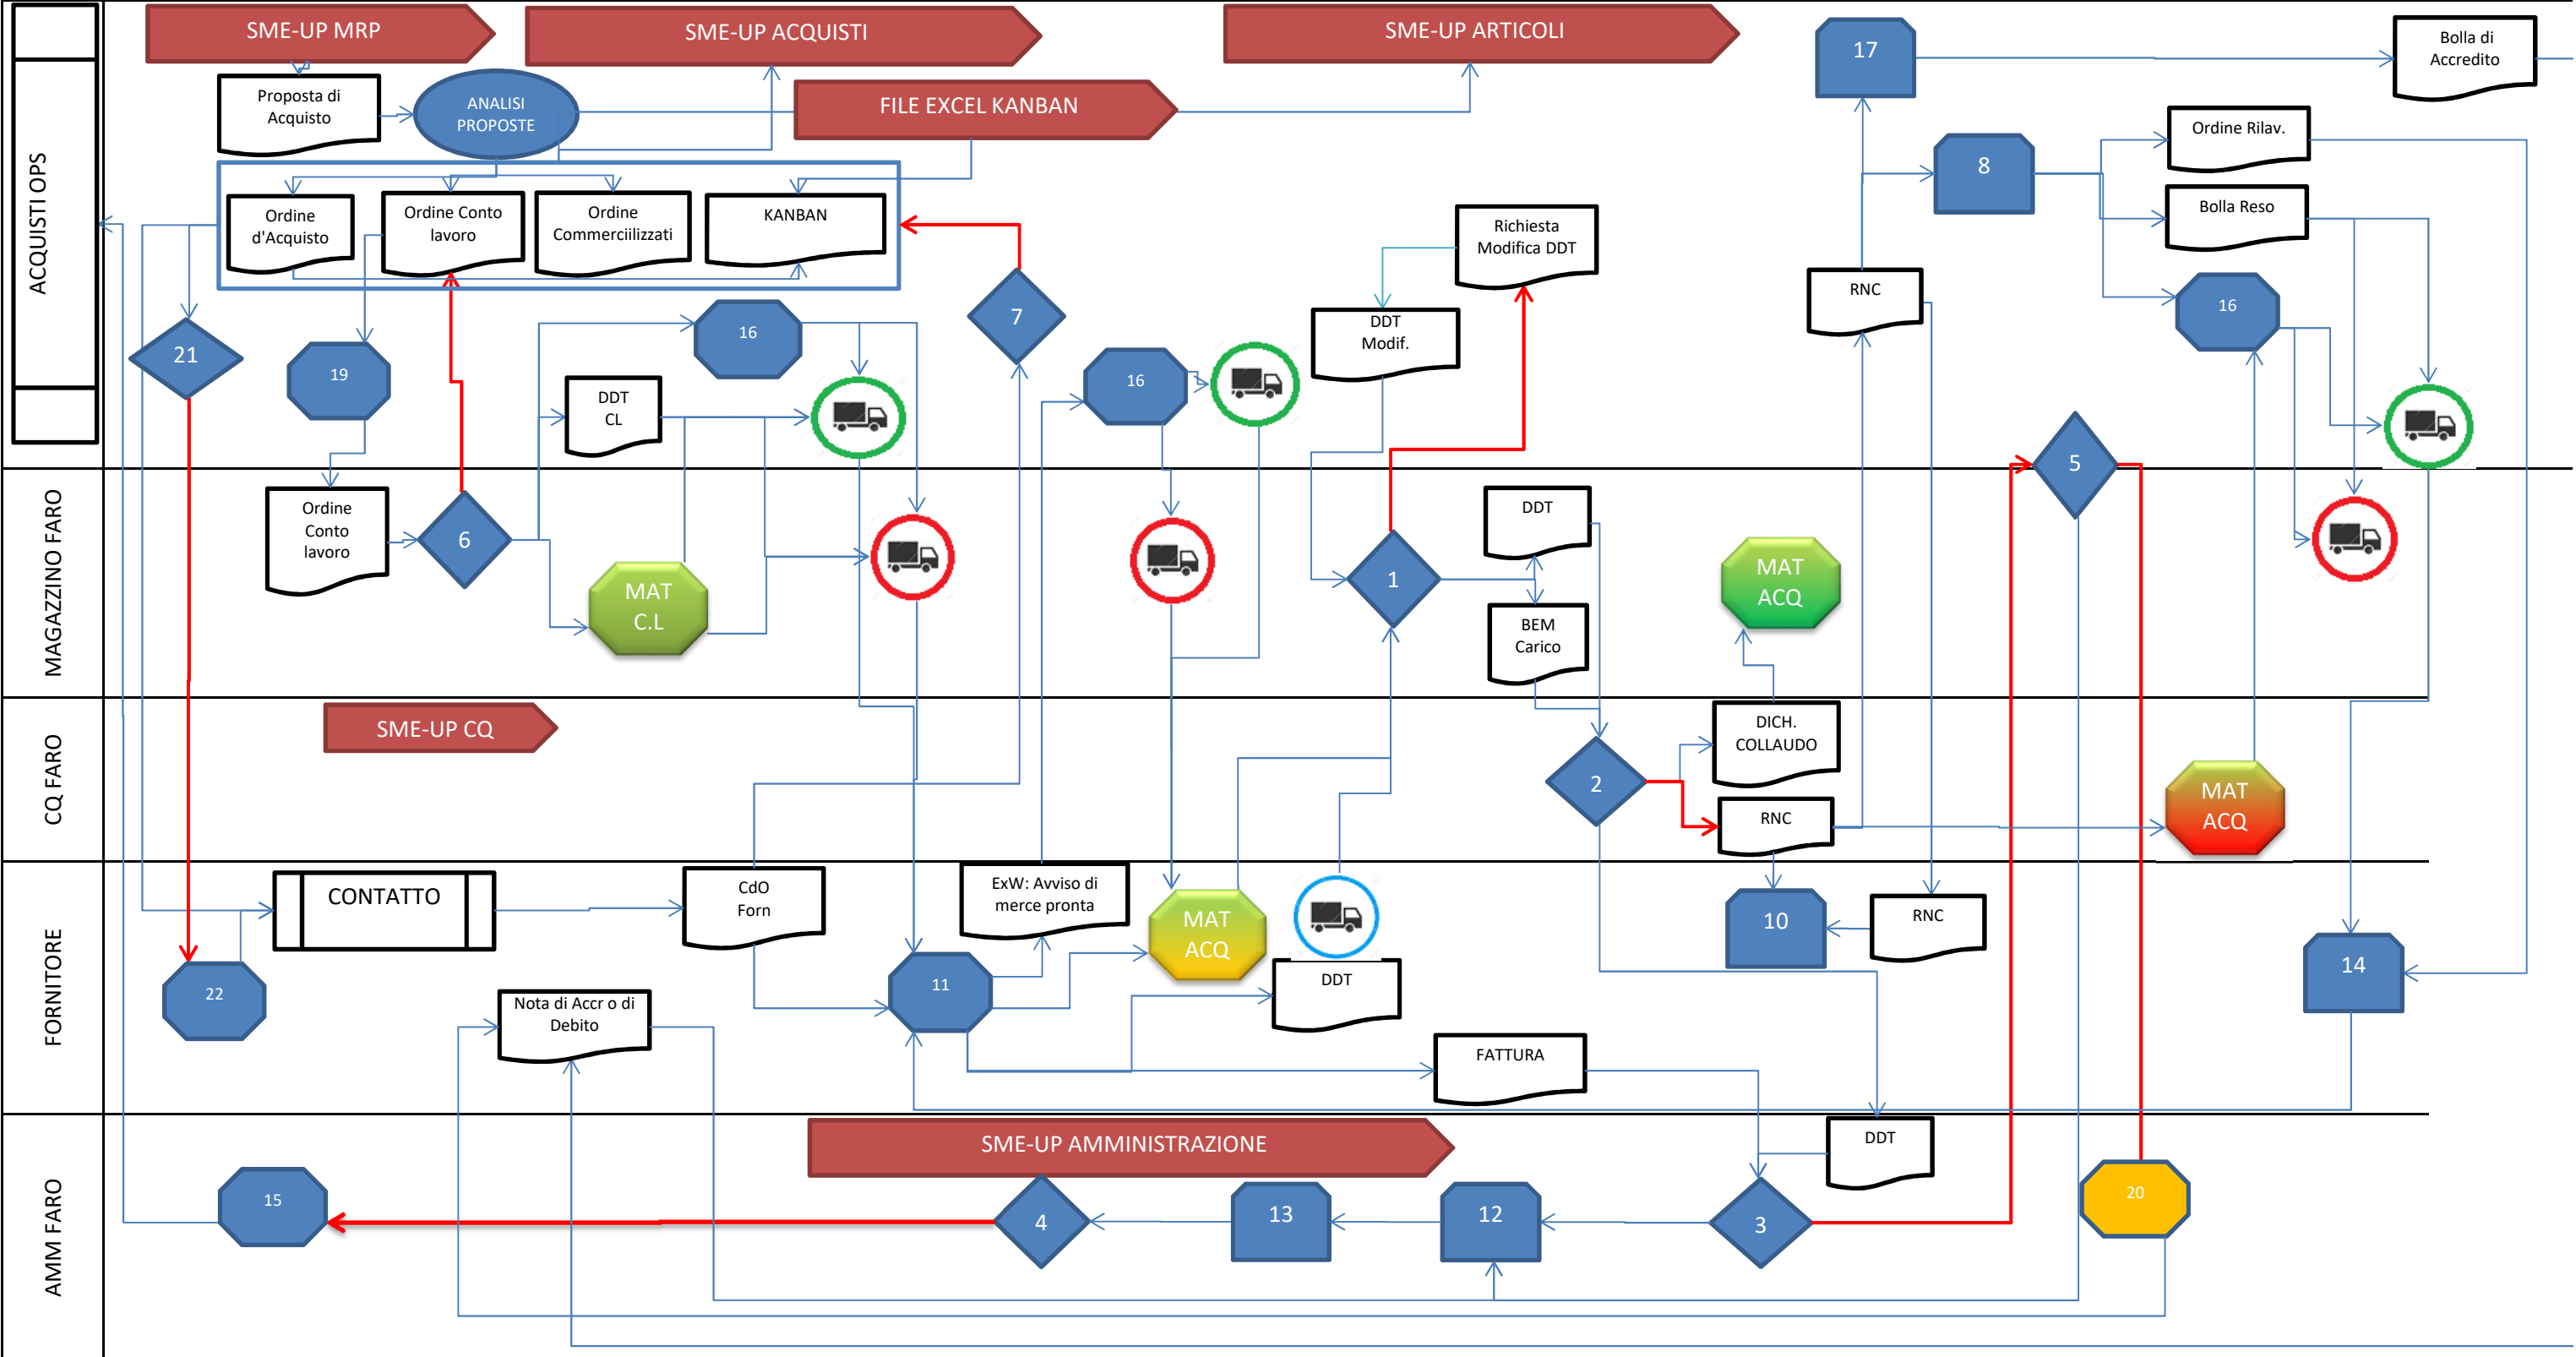 SME-UP MRP
SME-UP ACQUISTI
SME-UP ARTICOLI
17
Bolla di
Accredito
Proposta di
Acquisto
ANALISI
PROPOSTE
FILE EXCEL KANBAN
Ordine Rilav.
8
Bolla Reso
ACQUISTI OPS
Ordine
d'Acquisto
Ordine Conto
lavoro
Ordine
Commerciilizzati
KANBAN
Richiesta
Modifica DDT
RNC
16
7
16
DDT
Modif.
21
19
16
DDT
CL
5
MAGAZZINO FARO
Ordine
Conto
lavoro
6
MAT
C.L
1
DDT
BEM
Carico
MAT
ACQ
CQ FARO
SME-UP CQ
2
DICH.
COLLAUDO
RNC
MAT
ACQ
FORNITORE
CONTATTO
CdO
Forn
ExW: Avviso di
merce pronta
MAT
ACQ
10
RNC
22
Nota di Accr o di
Debito
11
DDT
14
FATTURA
AMM FARO
SME-UP AMMINISTRAZIONE
DDT
15
4
13
12
3
20